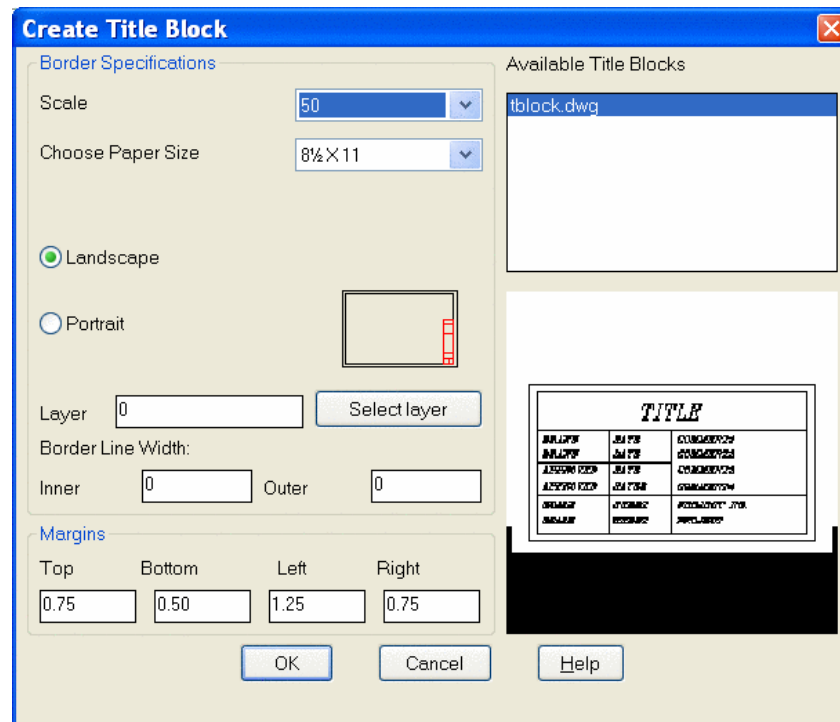 Create Title Block
Border Specifications
Scale
50
Choose Paper Size
8½ X 11
Landscape
Portrait
Layer
0
Select layer
Border Line Width:
Inner
0
Outer
0
Margins
Top Bottom Left Right
0.75 0.50 1.25 0.75
Available Title Blocks
tblock.dwg
TITLE
OK Cancel Help